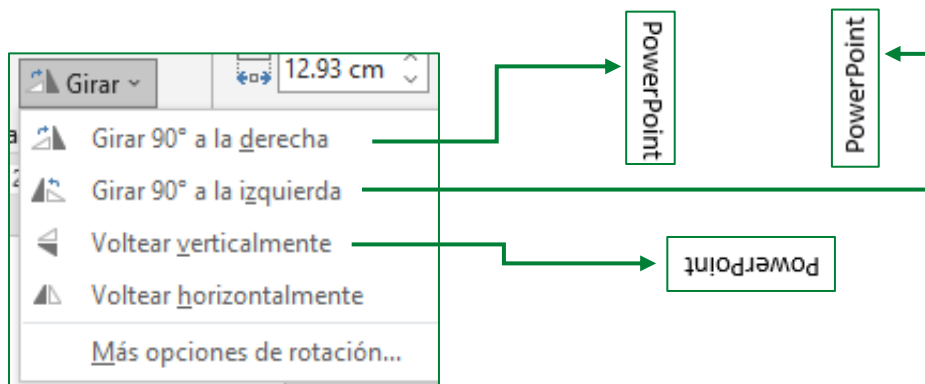 Girar
12.93 cm
Girar 90° a la derecha
Girar 90° a la izquierda
Voltear verticalmente
Voltear horizontalmente
Más opciones de rotación...
PowerPoint
PowerPoint
PowerPoint